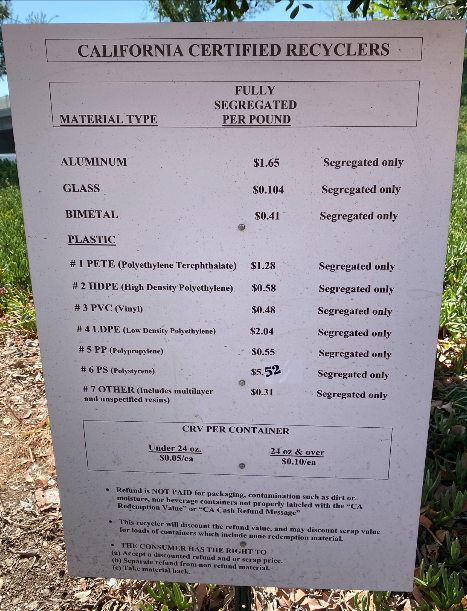 CALIFORNIA CERTIFIED RECYCLERS
FULLY
SEGREGATED
MATERIAL TYPE PER POUND
ALUMINUM $1.65 Segregated only
GLASS $0.104 Segregated only
BIMETAL $0.41 Segregated only
PLASTIC
# 1 PETE (Polyethylene Terephthalate) $1.28 Segregated only
# 2 HDPE (High Density Polyethylene) $0.58 Segregated only
# 3 PVC (Vinyl) $0.48 Segregated only
# 4 LDPE (Low Density Polyethylene) $2.04 Segregated only
# 5 PP (Polypropylene) $0.55 Segregated only
# 6 PS (Polystyrene) $5.52 Segregated only
# 7 OTHER (Includes multilayer $0.31 Segregated only
and unspecified resins)
CRV PER CONTAINER
Under 24 oz. 24 oz & over
$0.05/ea $0.10/ea
• Refund is NOT PAID for packaging, contamination such as dirt or
moisture, nor beverage containers not properly labeled with the "CA
Redemption Value" or "CA Cash Refund Message"
• This recycler will discount the refund value, and may discount scrap value
for loads of containers which include none redemption material.
• THE CONSUMER HAS THE RIGHT TO
(a) Accept a discounted refund and or scrap price.
(b) Separate refund from non refund material.
(c) Take material back.